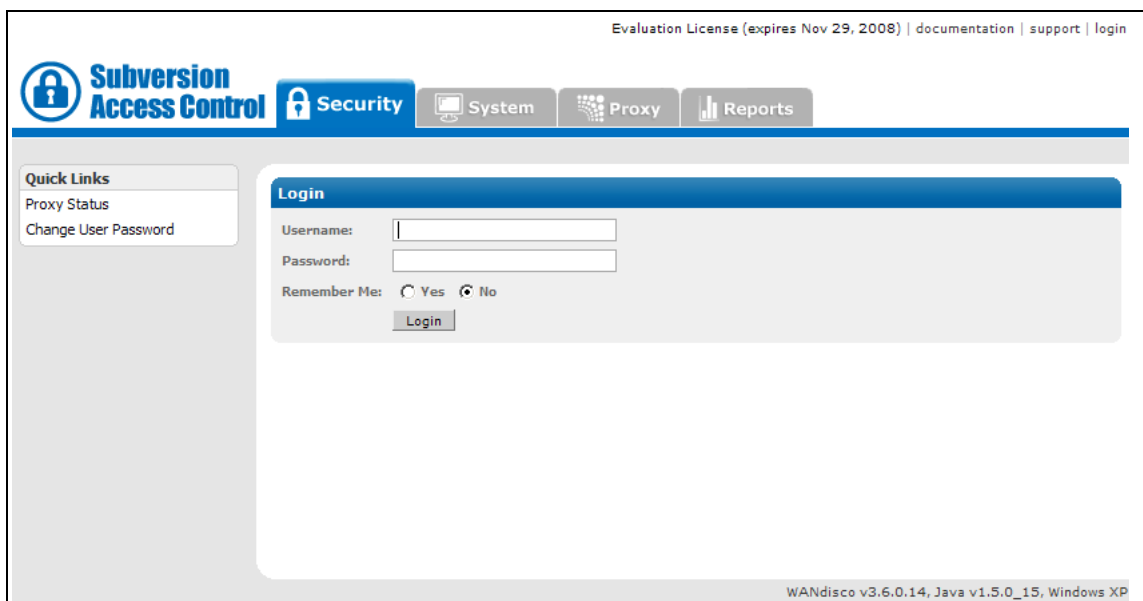 Evaluation License (expires Nov 29, 2008) | documentation | support | login
Subversion
Access Control
Security
System
Proxy
Reports
Quick Links
Proxy Status
Change User Password
Login
Username:
Password:
Remember Me: Yes No
Login
WANdisco v3.6.0.14, Java v1.5.0_15, Windows XP